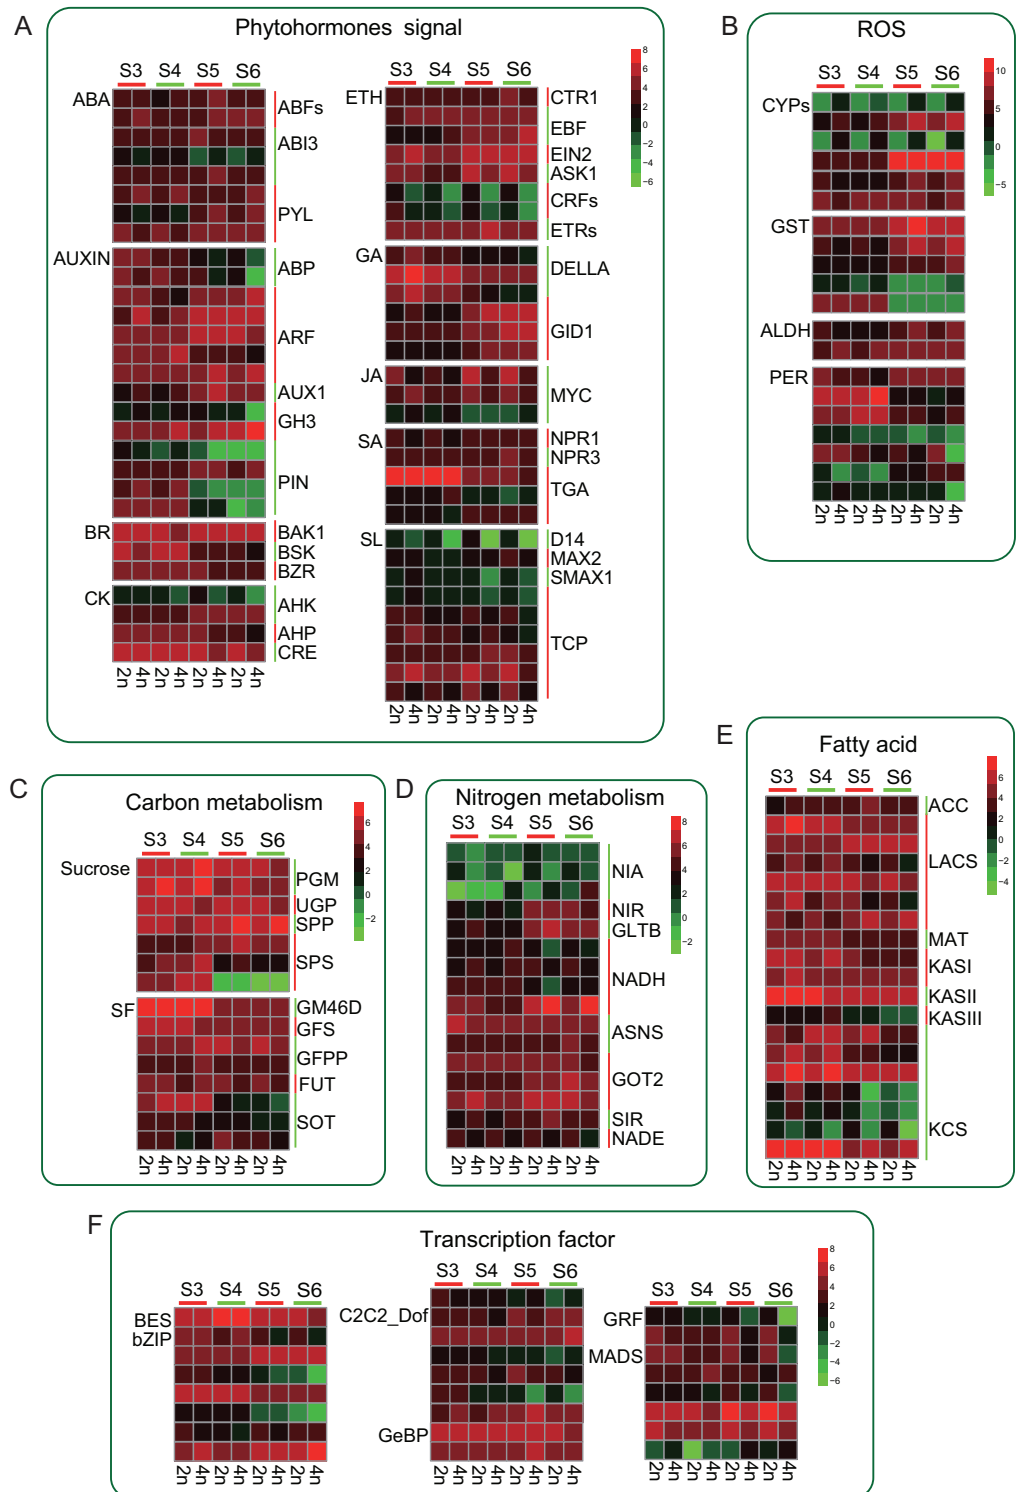 A
Phytohormones signal
S3 S4 S5 S6
ABA
ABFs
ABI3
PYL
AUXIN
ABP
ARF
AUX1
GH3
PIN
BR
BAK1
BSK
BZR
CK
AHK
AHP
CRE
2n 4n 2n 4n 2n 4n 2n 4n
S3 S4 S5 S6
8
6
4
2
0
−2
−4
−6
ETH
CTR1
EBF
EIN2
ASK1
CRFs
ETRs
GA
DELLA
GID1
JA
MYC
SA
NPR1
NPR3
TGA
SL
D14
MAX2
SMAX1
TCP
2n 4n 2n 4n 2n 4n 2n 4n
B
ROS
S3 S4 S5 S6
10
5
0
−5
CYPs
GST
ALDH
PER
2n 4n 2n 4n 2n 4n 2n 4n
C
Carbon metabolism
S3 S4 S5 S6
6
4
2
0
−2
Sucrose
PGM
UGP
SPP
SPS
SF
GM46D
GFS
GFPP
FUT
SOT
2n 4n 2n 4n 2n 4n 2n 4n
D
Nitrogen metabolism
S3 S4 S5 S6
8
6
4
2
0
−2
NIA
NIR
GLTB
NADH
ASNS
GOT2
SIR
NADE
2n 4n 2n 4n 2n 4n 2n 4n
E
Fatty acid
S3 S4 S5 S6
6
4
2
0
−2
−4
ACC
LACS
MAT
KASI
KASII
KASIII
KCS
2n 4n 2n 4n 2n 4n 2n 4n
F
Transcription factor
S3 S4 S5 S6
BES
bZIP
2n 4n 2n 4n 2n 4n 2n 4n
S3 S4 S5 S6
C2C2_Dof
GeBP
2n 4n 2n 4n 2n 4n 2n 4n
S3 S4 S5 S6
8
6
4
2
0
−2
−4
−6
GRF
MADS
2n 4n 2n 4n 2n 4n 2n 4n